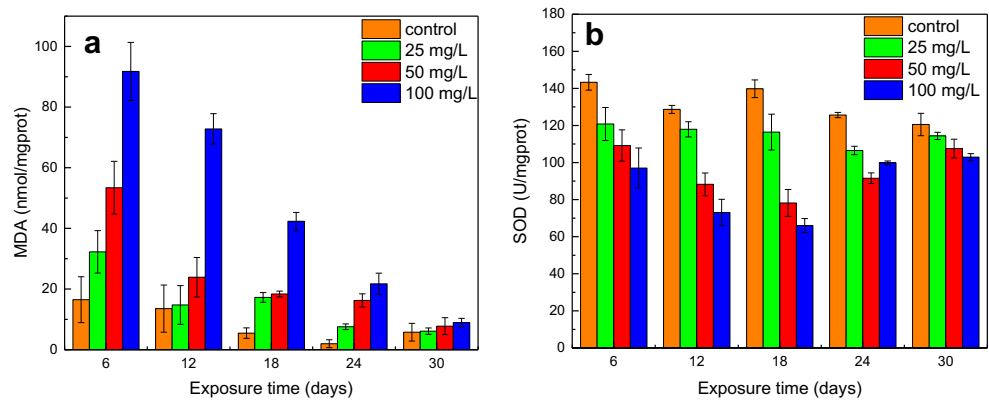 a
control
25 mg/L
50 mg/L
100 mg/L
MDA (nmol/mgprot)
100
80
60
40
20
0
6 12 18 24 30
Exposure time (days)
b
control
25 mg/L
50 mg/L
100 mg/L
SOD (U/mgprot)
180
160
140
120
100
80
60
40
20
0
6 12 18 24 30
Exposure time (days)